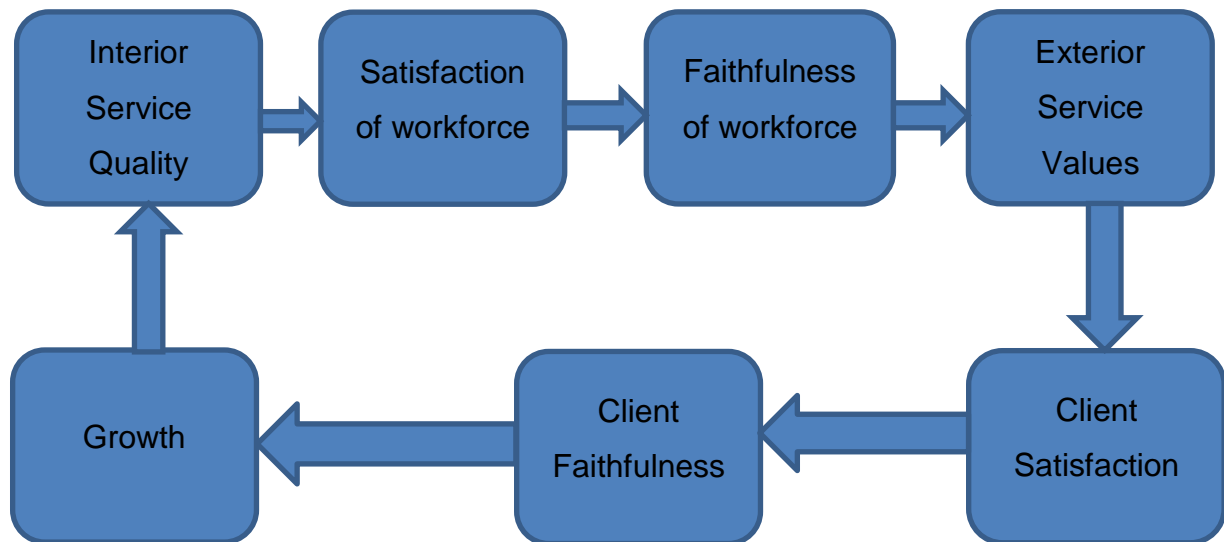 Interior
Service
Quality
Satisfaction
of workforce
Faithfulness
of workforce
Exterior
Service
Values
Client
Satisfaction
Client
Faithfulness
Growth